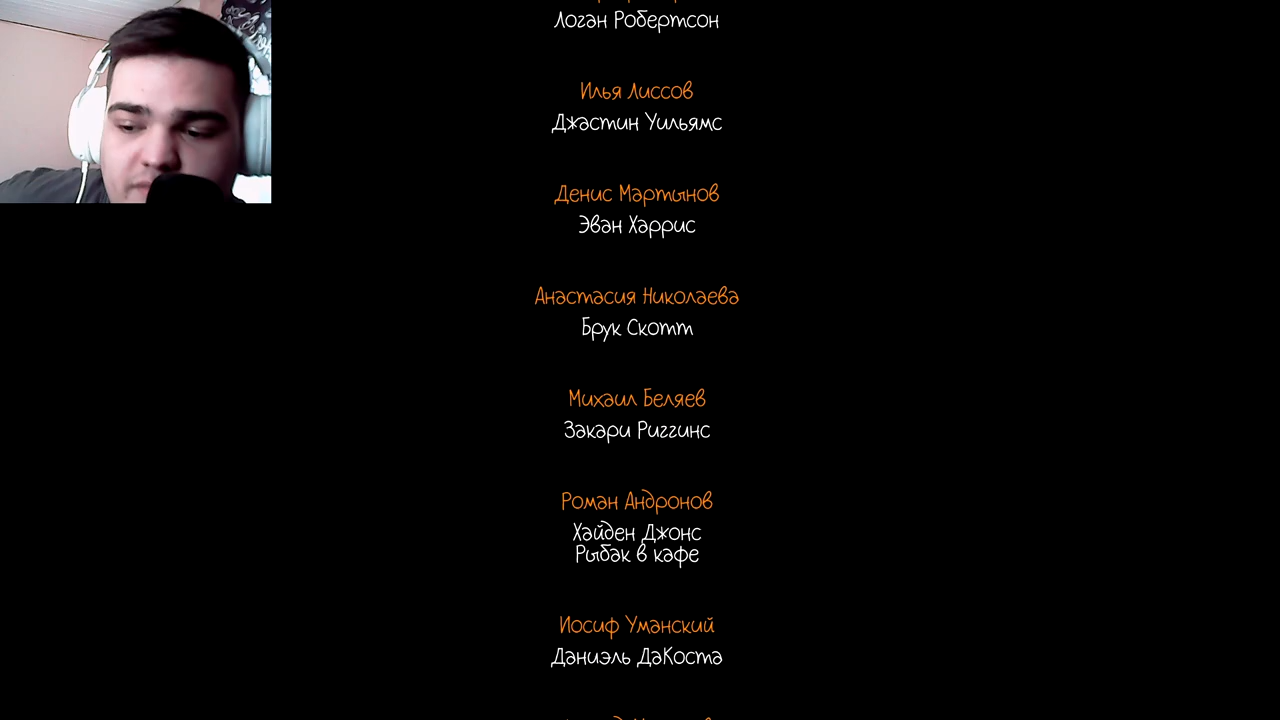 Логан Робертсон
Илья Лиссов
Джастин Уильямс
Денис Мартынов
Эван Харрис
Анастасия Николаева
Брук Скотт
Михаил Беляев
Закари Риггинс
Роман Андронов
Хайден Джонс
Рыбак в кафе
Иосиф Уманский
Даниэль ДаКоста